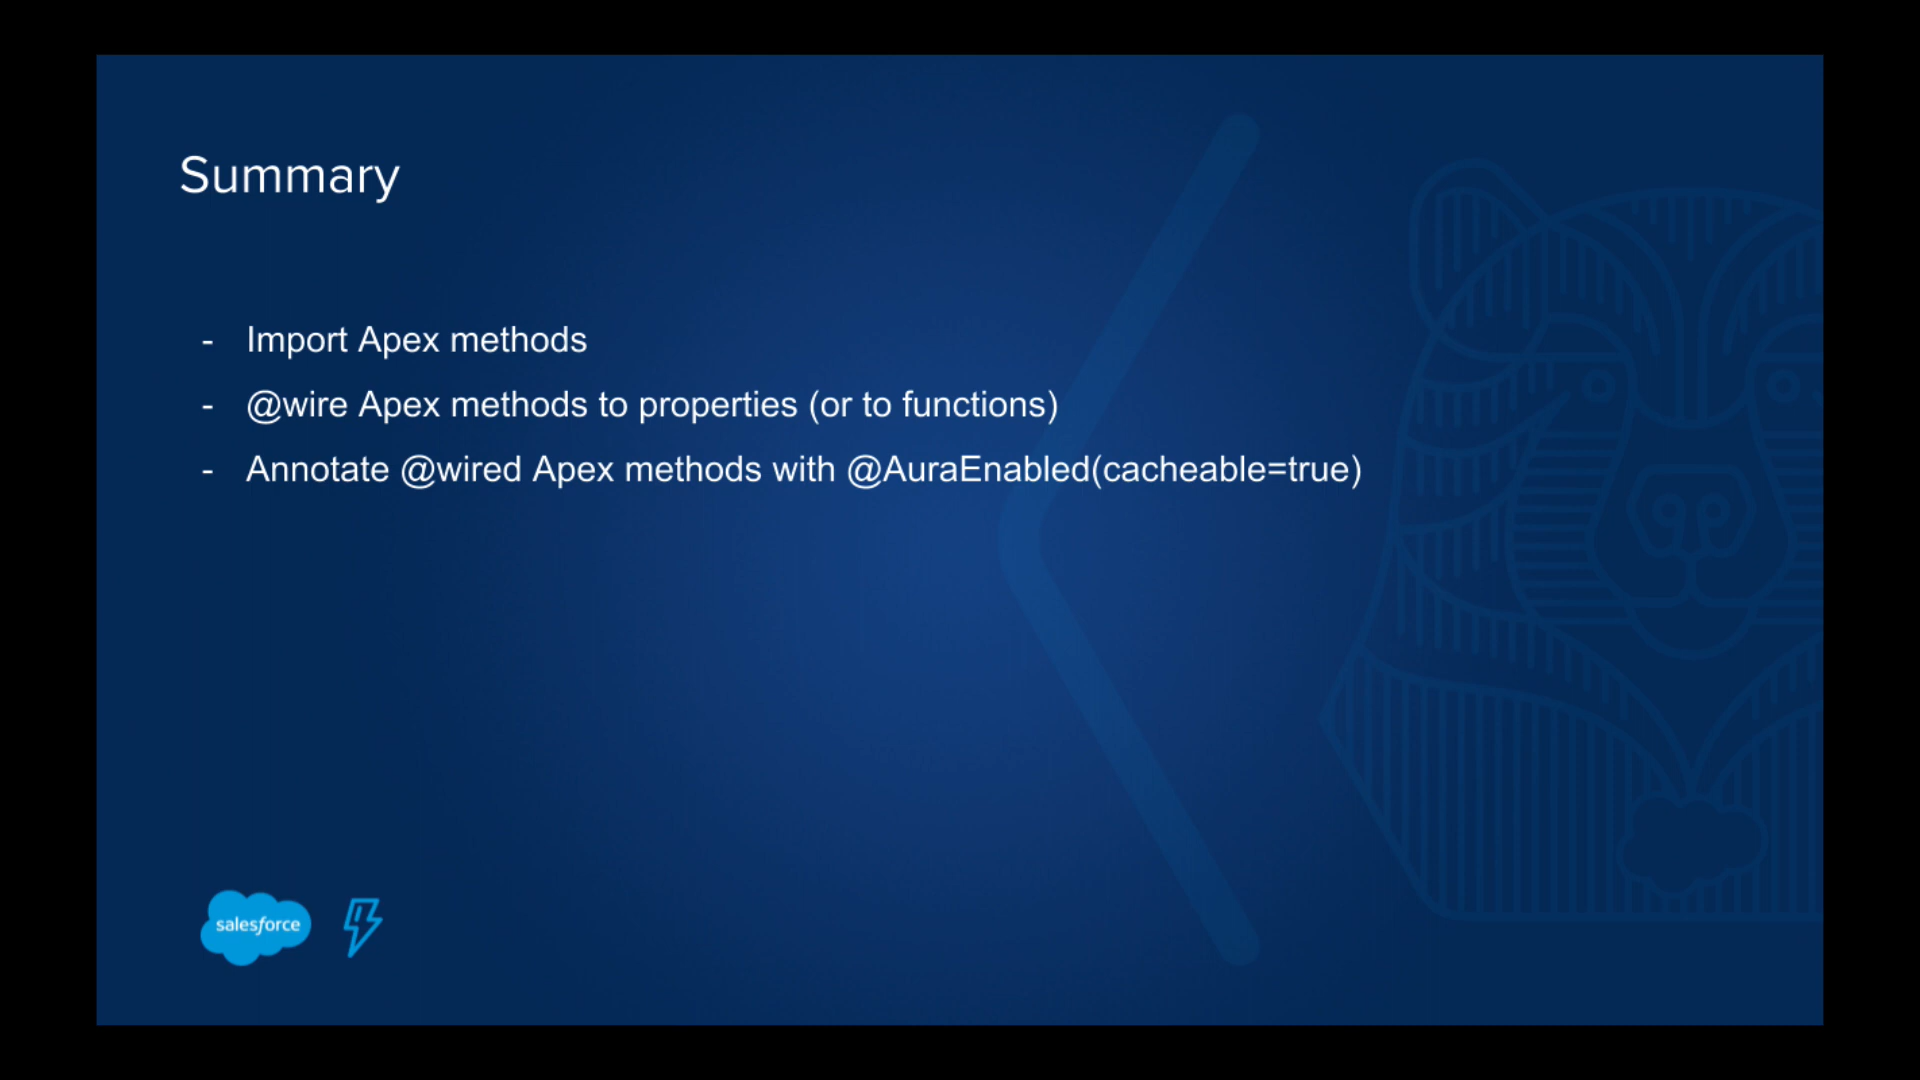 Summary
- Import Apex methods
- @wire Apex methods to properties (or to functions)
- Annotate @wired Apex methods with @AuraEnabled(cacheable=true)
salesforce